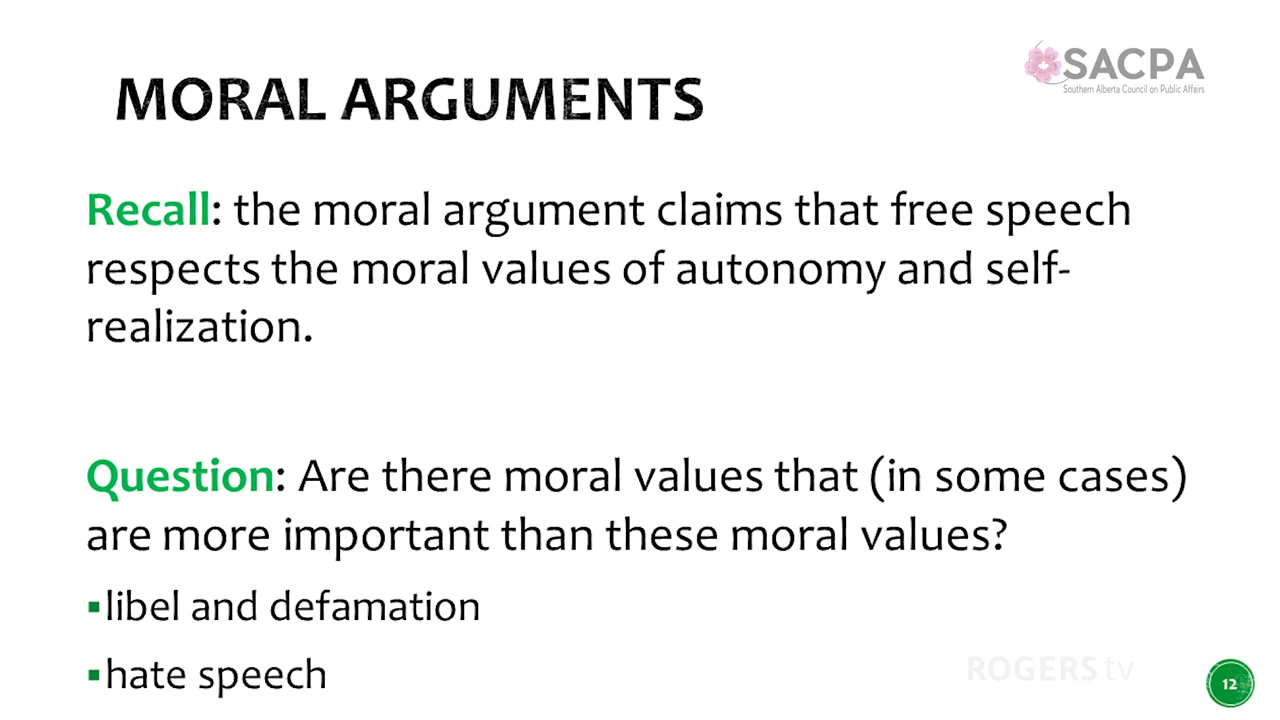 SACPA
Southern Alberta Council on Public Affairs
MORAL ARGUMENTS
Recall: the moral argument claims that free speech
respects the moral values of autonomy and self-
realization.
Question: Are there moral values that (in some cases)
are more important than these moral values?
▪libel and defamation
▪hate speech
ROGERS tv
12